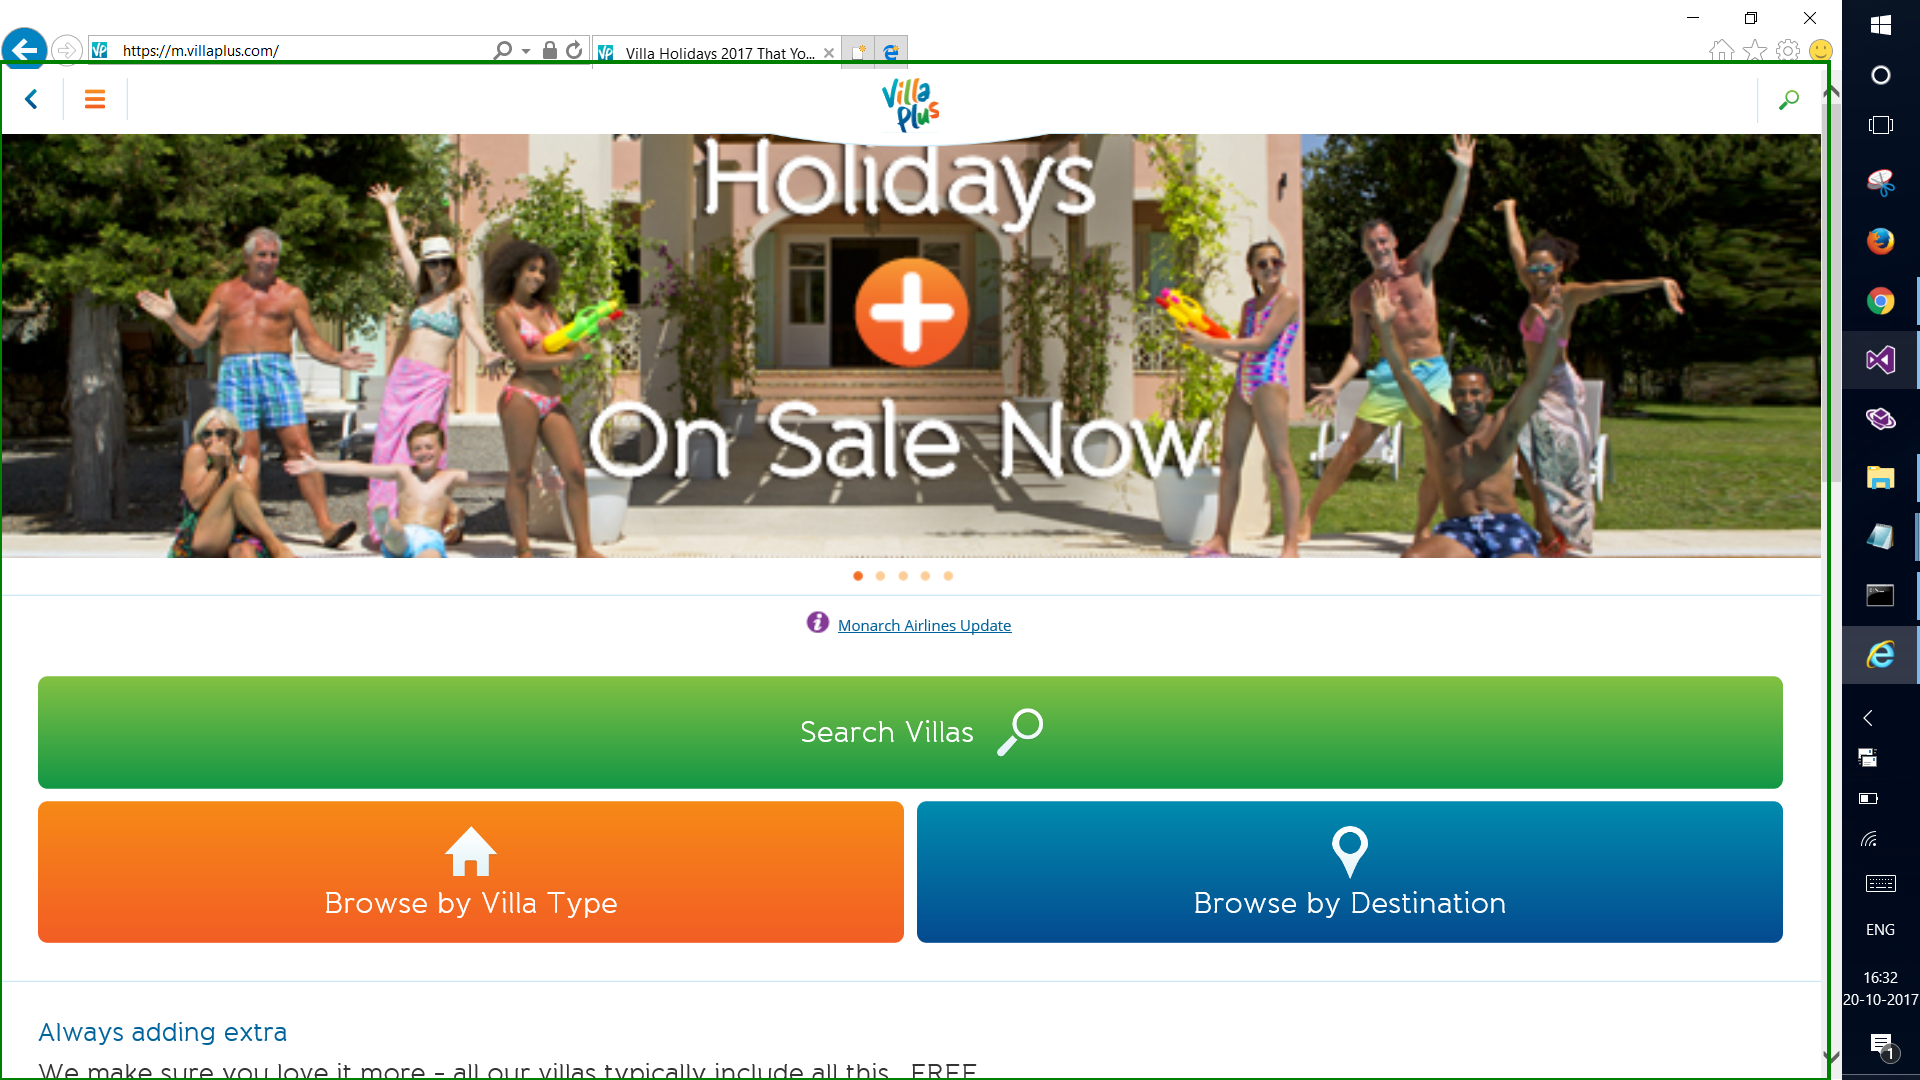 https://m.villaplus.com/
Villa Holidays 2017 That Yo...
Villa
Plus
Holidays
On Sale Now
Monarch Airlines Update
Search Villas
Browse by Villa Type
Browse by Destination
Always adding extra
We make sure you love it more - all our villas typically include all this... FREE
ENG
16:32
20-10-2017
1